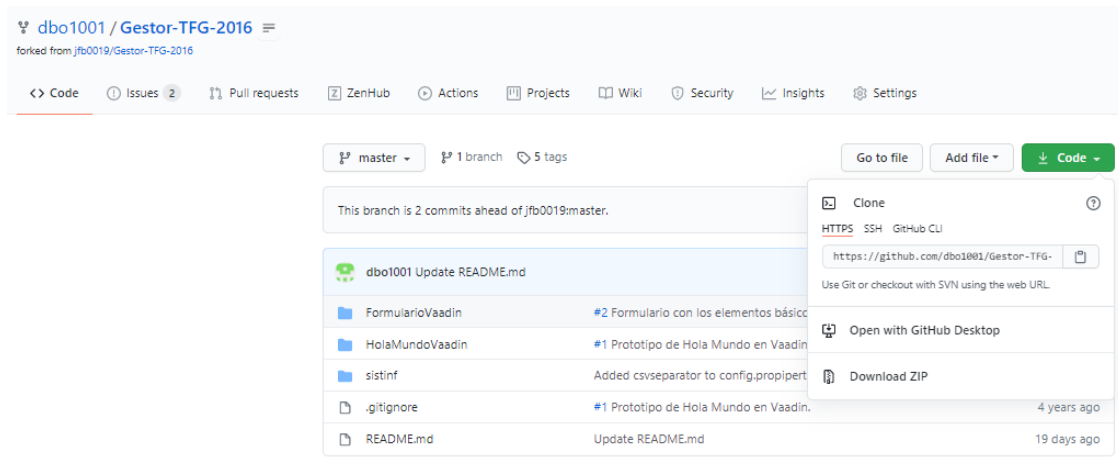 dbo1001 / Gestor-TFG-2016
forked from jfb0019/Gestor-TFG-2016
<> Code Issues 2 Pull requests ZenHub Actions Projects Wiki Security Insights Settings
master 1 branch 5 tags Go to file Add file Code
This branch is 2 commits ahead of jfb0019:master.
Clone
HTTPS SSH GitHub CLI
https://github.com/dbo1001/Gestor-TFG-
Use Git or checkout with SVN using the web URL.
Open with GitHub Desktop
Download ZIP
dbo1001 Update README.md
FormularioVaadin #2 Formulario con los elementos básico
HolaMundoVaadin #1 Prototipo de Hola Mundo en Vaadin
sistinf Added csvseparator to config.propipert
.gitignore #1 Prototipo de Hola Mundo en Vaadin. 4 years ago
README.md Update README.md 19 days ago